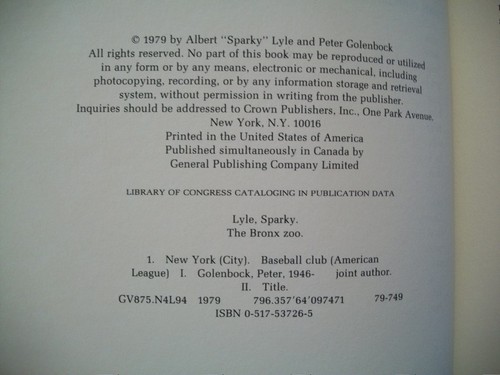 © 1979 by Albert "Sparky" Lyle and Peter Golenbock
All rights reserved. No part of this book may be reproduced or utilized
in any form or by any means, electronic or mechanical, including
photocopying, recording, or by any information storage and retrieval
system, without permission in writing from the publisher.
Inquiries should be addressed to Crown Publishers, Inc., One Park Avenue,
New York, N.Y. 10016
Printed in the United States of America
Published simultaneously in Canada by
General Publishing Company Limited
LIBRARY OF CONGRESS CATALOGING IN PUBLICATION DATA
Lyle, Sparky.
The Bronx zoo.
1. New York (City). Baseball club (American
League) I. Golenbock, Peter, 1946- joint author.
II. Title.
GV875.N4L94 1979 796.357'64'097471 79-749
ISBN 0-517-53726-5